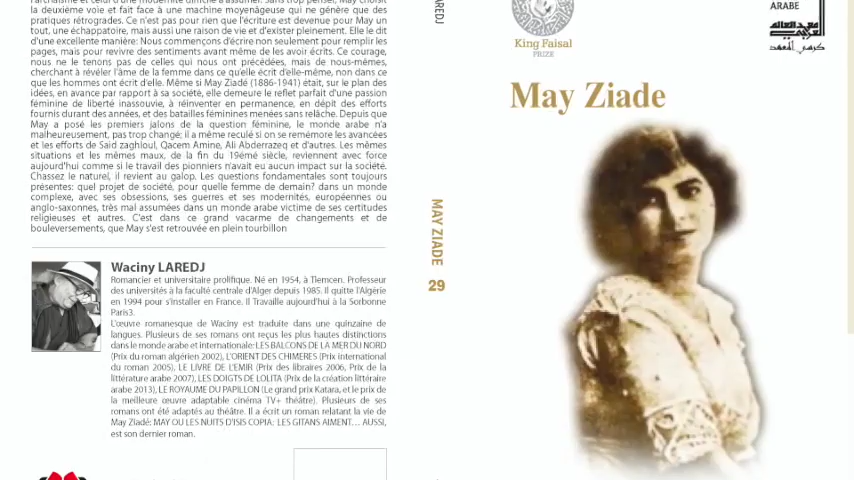 l'archaïsme et celui d'une modernité difficile à assumer. Sans trop penser, May choisit
la deuxième voie et fait face à une machine moyenâgeuse qui ne génère que des
pratiques rétrogrades. Ce n'est pas pour rien que l'écriture est devenue pour May un
tout, une échappatoire, mais aussi une raison de vie et d'exister pleinement. Elle le dit
d'une excellente manière: Nous commençons d'écrire non seulement pour remplir les
pages, mais pour revivre des sentiments avant même de les avoir écrits. Ce courage,
nous ne le tenons pas de celles qui nous ont précédées, mais de nous-mêmes,
cherchant à révéler l'âme de la femme dans ce qu'elle écrit d'elle-même, non dans ce
que les hommes ont écrit d'elle. Même si May Ziadé (1886-1941) était, sur le plan des
idées, en avance par rapport à sa société, elle demeure le reflet parfait d'une passion
féminine de liberté inassouvie, à réinventer en permanence, en dépit des efforts
fournis durant des années, et des batailles féminines menées sans relâche. Depuis que
May a posé les premiers jalons de la question féminine, le monde arabe n'a
malheureusement, pas trop changé; il a même reculé si on se remémore les avancées
et les efforts de Said zaghloul, Qacem Amine, Ali Abderrazeq et d'autres. Les mêmes
situations et les mêmes maux, de la fin du 19émé siècle, reviennent avec force
aujourd'hui comme si le travail des pionniers n'avait eu aucun impact sur la société.
Chassez le naturel, il revient au galop. Les questions fondamentales sont toujours
présentes: quel projet de société, pour quelle femme de demain? dans un monde
complexe, avec ses obsessions, ses guerres et ses modernités, européennes ou
anglo-saxonnes, très mal assumées dans un monde arabe victime de ses certitudes
religieuses et autres. C'est dans ce grand vacarme de changements et de
bouleversements, que May s'est retrouvée en plein tourbillon
Waciny LAREDJ
Romancier et universitaire prolifique. Né en 1954, à Tlemcen. Professeur
des universités à la faculté centrale d'Alger depuis 1985. Il quitte l'Algérie
en 1994 pour s'installer en France. Il Travaille aujourd'hui à la Sorbonne
Paris3.
L'œuvre romanesque de Waciny est traduite dans une quinzaine de
langues. Plusieurs de ses romans ont reçus les plus hautes distinctions
dans le monde arabe et internationale: LES BALCONS DE LA MER DU NORD
(Prix du roman algérien 2002), L'ORIENT DES CHIMERES (Prix international
du roman 2005), LE LIVRE DE L'EMIR (Prix des libraires 2006, Prix de la
littérature arabe 2007), LES DOIGTS DE LOLITA (Prix de la création littéraire
arabe 2013), LE ROYAUME DU PAPILLON (Le grand prix Katara, et le prix de
la meilleure œuvre adaptable cinéma TV+ théâtre). Plusieurs de ses
romans ont été adaptés au théâtre. Il a écrit un roman relatant la vie de
May Ziadé: MAY OU LES NUITS D'ISIS COPIA: LES GITANS AIMENT… AUSSI,
est son dernier roman.
LAREDJ
MAY ZIADE
29
King Faisal
PRIZE
ARABE
معهد العالم العربي
كرسي المعهد
May Ziade